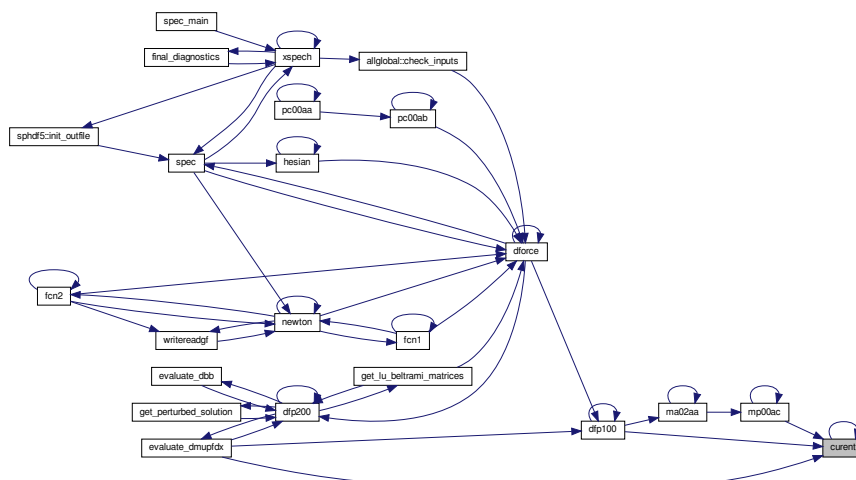 spec_main
final_diagnostics
xspech
allglobal::check_inputs
pc00aa
pc00ab
sphdf5::init_outfile
spec
hesian
dforce
fcn2
newton
writereadgf
fcn1
evaluate_dbb
get_lu_beltrami_matrices
get_perturbed_solution
dfp200
ma02aa
mp00ac
dfp100
evaluate_dmupfdx
curent